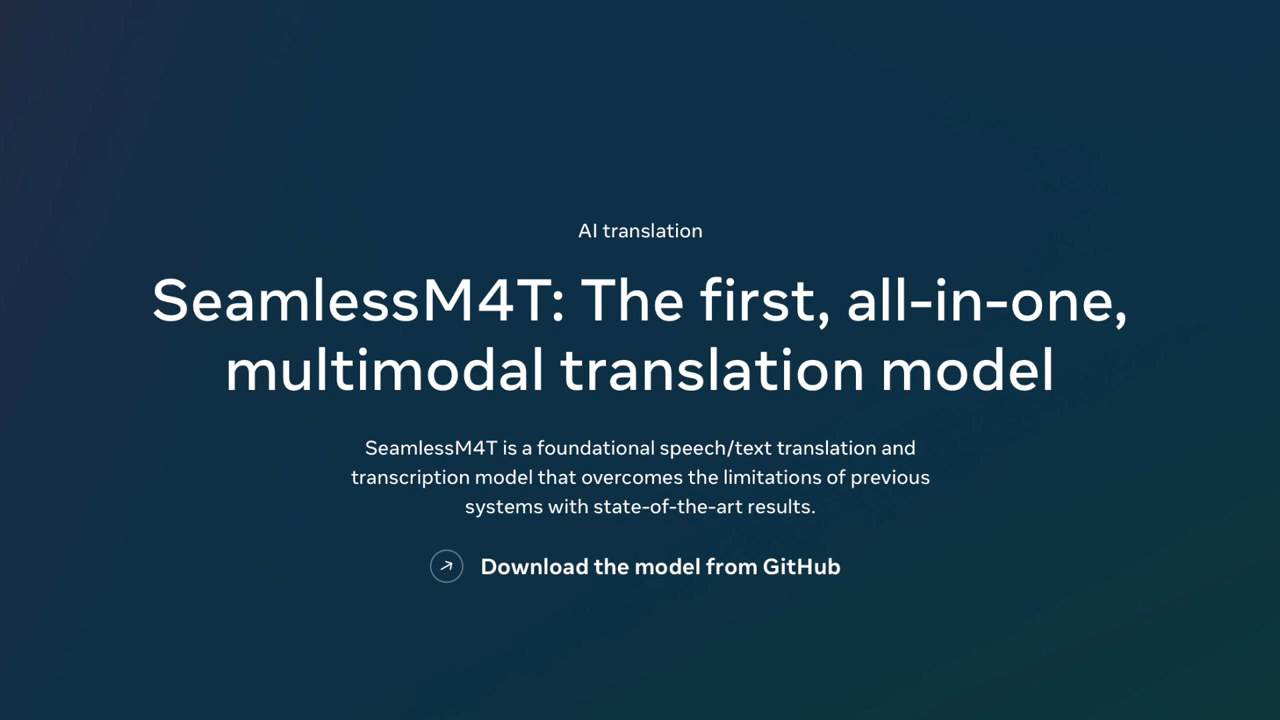 AI translation
SeamlessM4T: The first, all-in-one,
multimodal translation model
SeamlessM4T is a foundational speech/text translation and
transcription model that overcomes the limitations of previous
systems with state-of-the-art results.
Download the model from GitHub